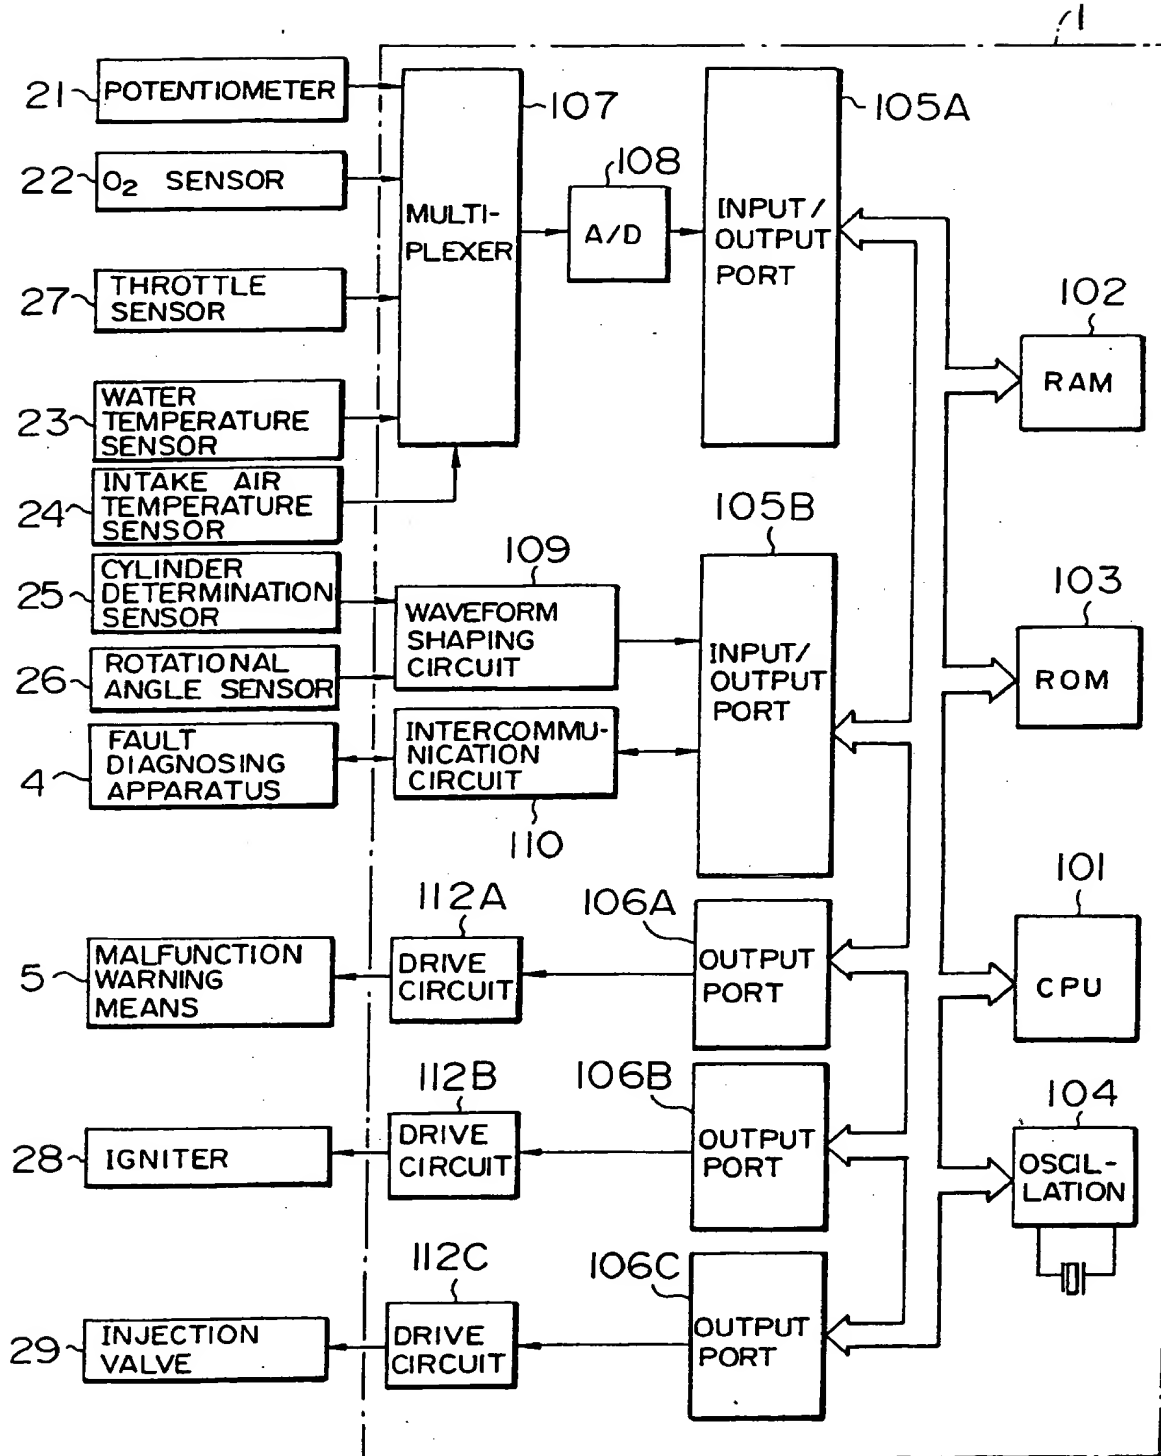 1
21
POTENTIOMETER
22
O2 SENSOR
27
THROTTLE
SENSOR
23
WATER
TEMPERATURE
SENSOR
24
INTAKE AIR
TEMPERATURE
SENSOR
25
CYLINDER
DETERMINATION
SENSOR
26
ROTATIONAL
ANGLE SENSOR
4
FAULT
DIAGNOSING
APPARATUS
5
MALFUNCTION
WARNING
MEANS
28
IGNITER
29
INJECTION
VALVE
107
MULTI-
PLEXER
108
A/D
105A
INPUT/
OUTPUT
PORT
109
WAVEFORM
SHAPING
CIRCUIT
INTERCOMMU-
NICATION
CIRCUIT
110
105B
INPUT/
OUTPUT
PORT
112A
DRIVE
CIRCUIT
106A
OUTPUT
PORT
112B
DRIVE
CIRCUIT
106B
OUTPUT
PORT
112C
DRIVE
CIRCUIT
106C
OUTPUT
PORT
102
RAM
103
ROM
101
CPU
104
OSCIL-
LATION